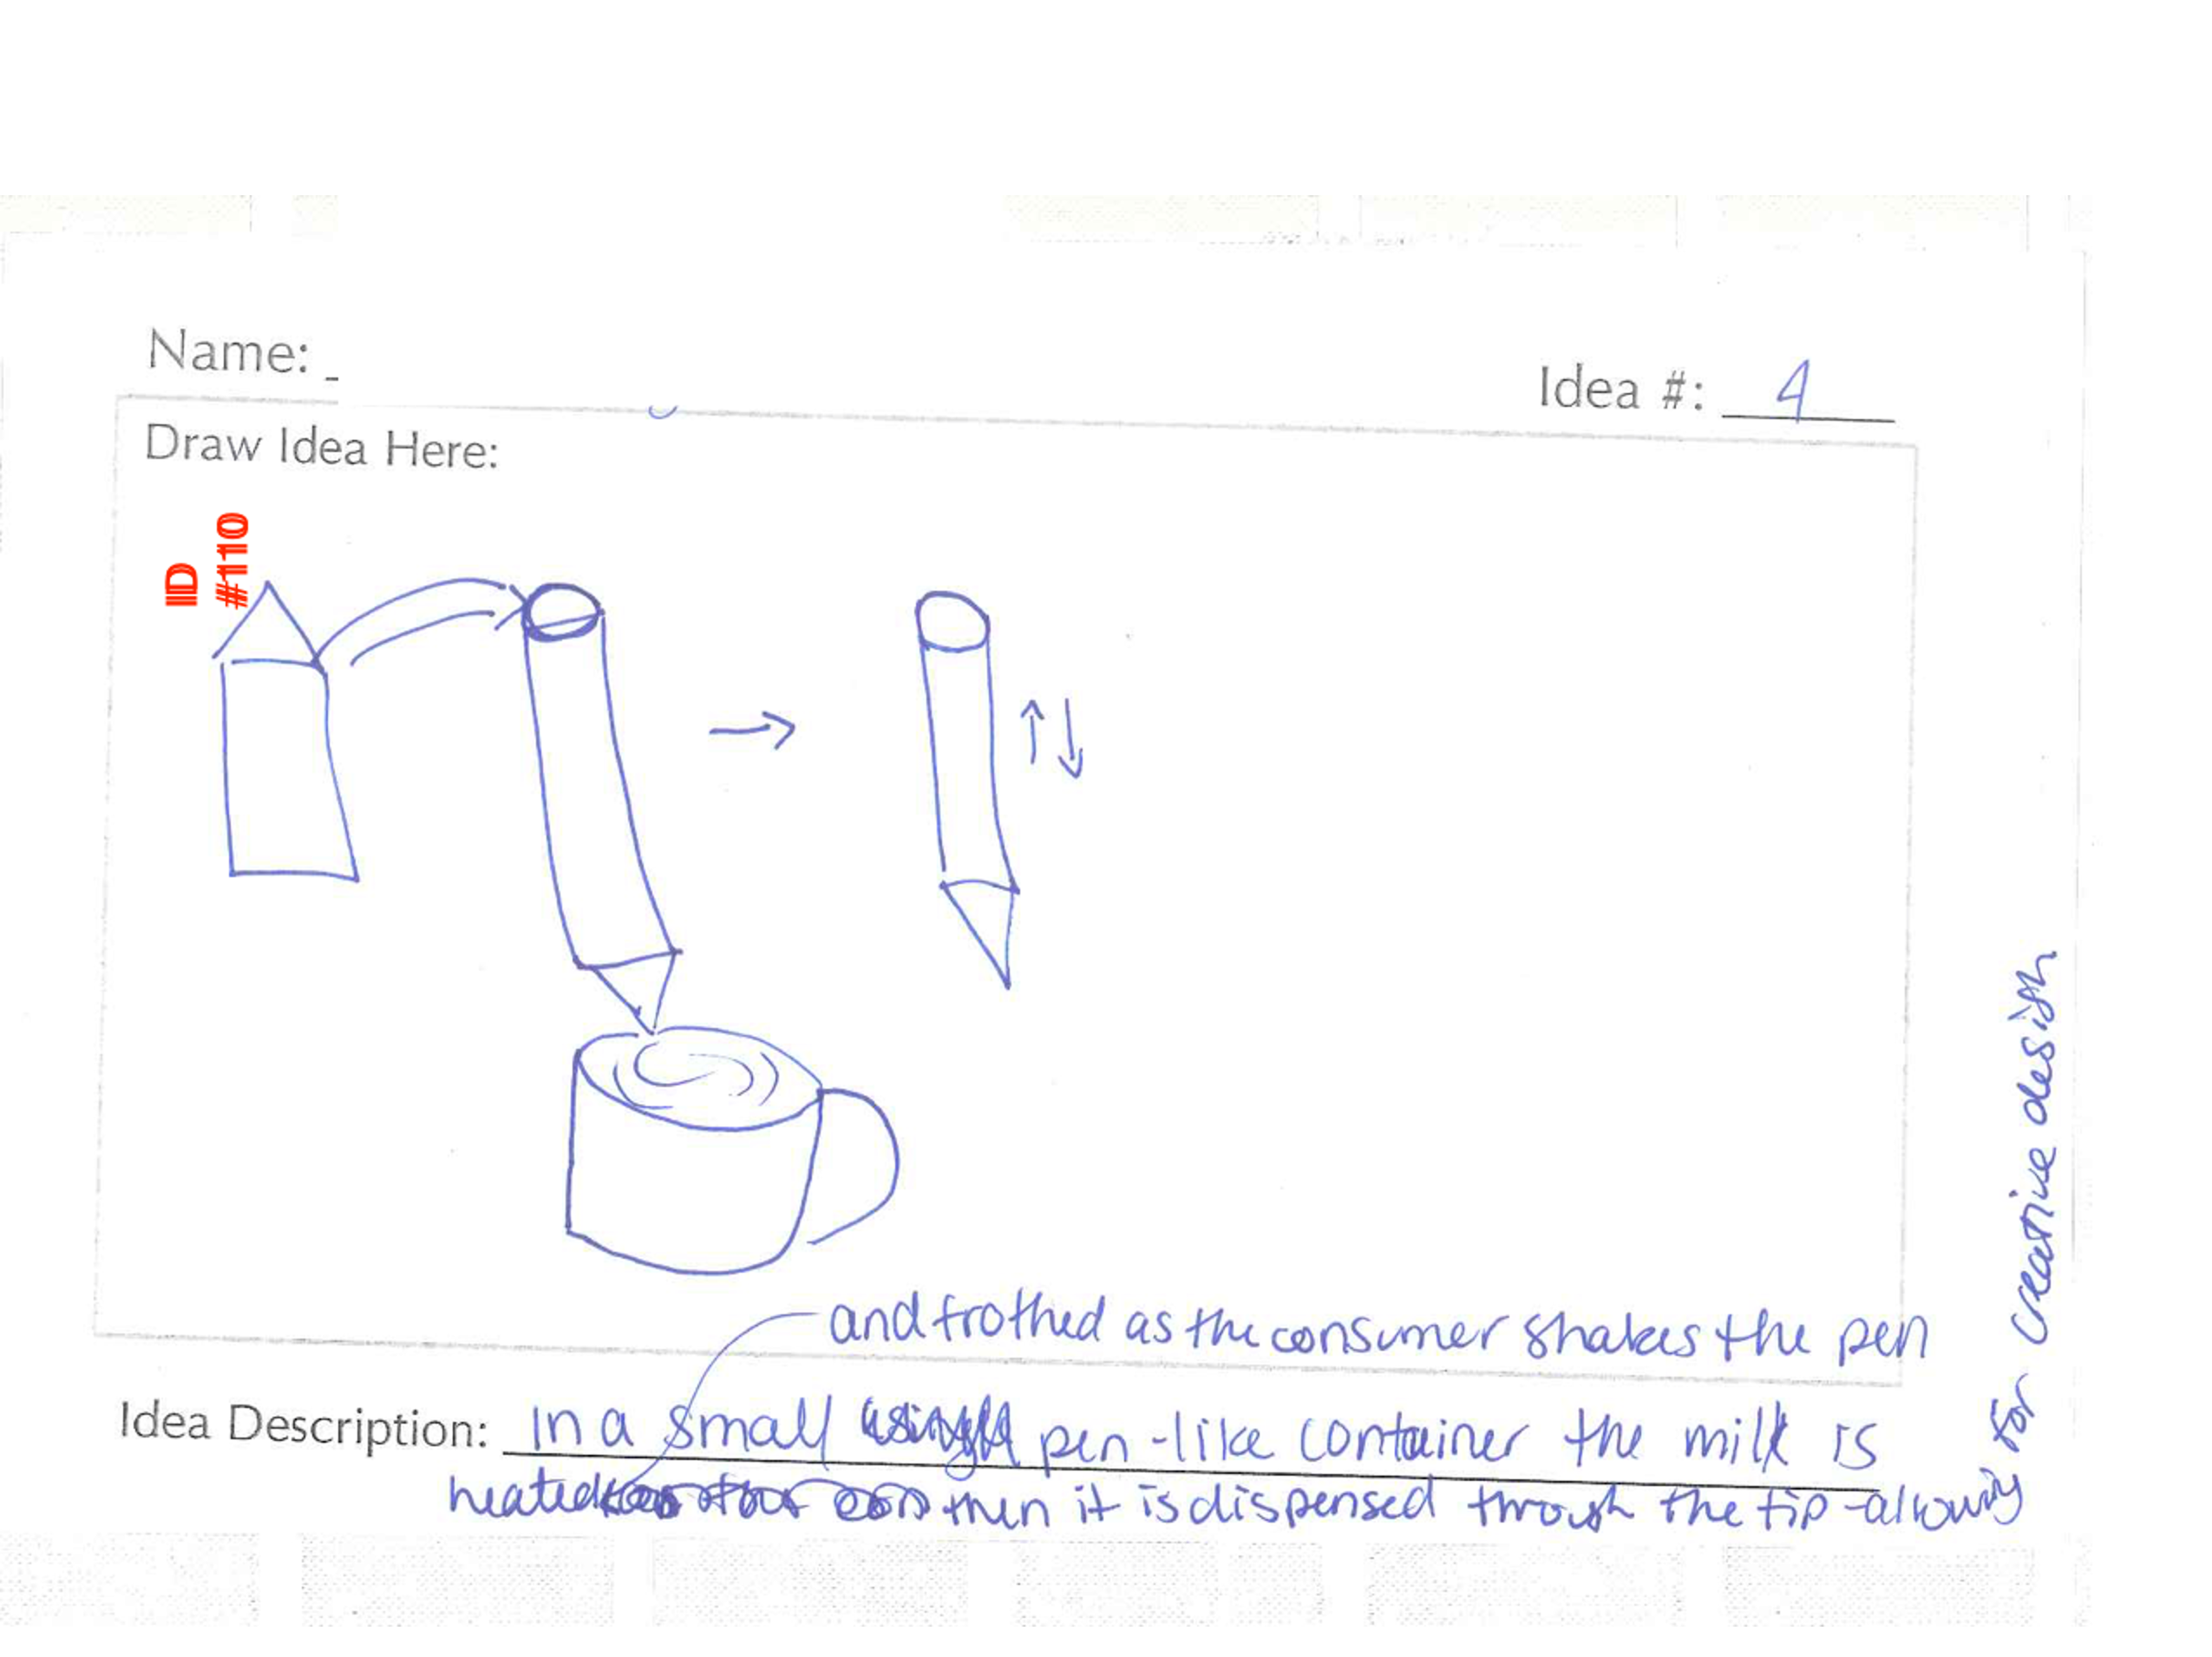 Name:
Idea #: 4
Draw Idea Here:
ID
#110
and frothed as the consumer shakes the pen
Idea Description: In a small pen-like container the milk is
heated then it is dispensed through the tip-allowing
for creative design